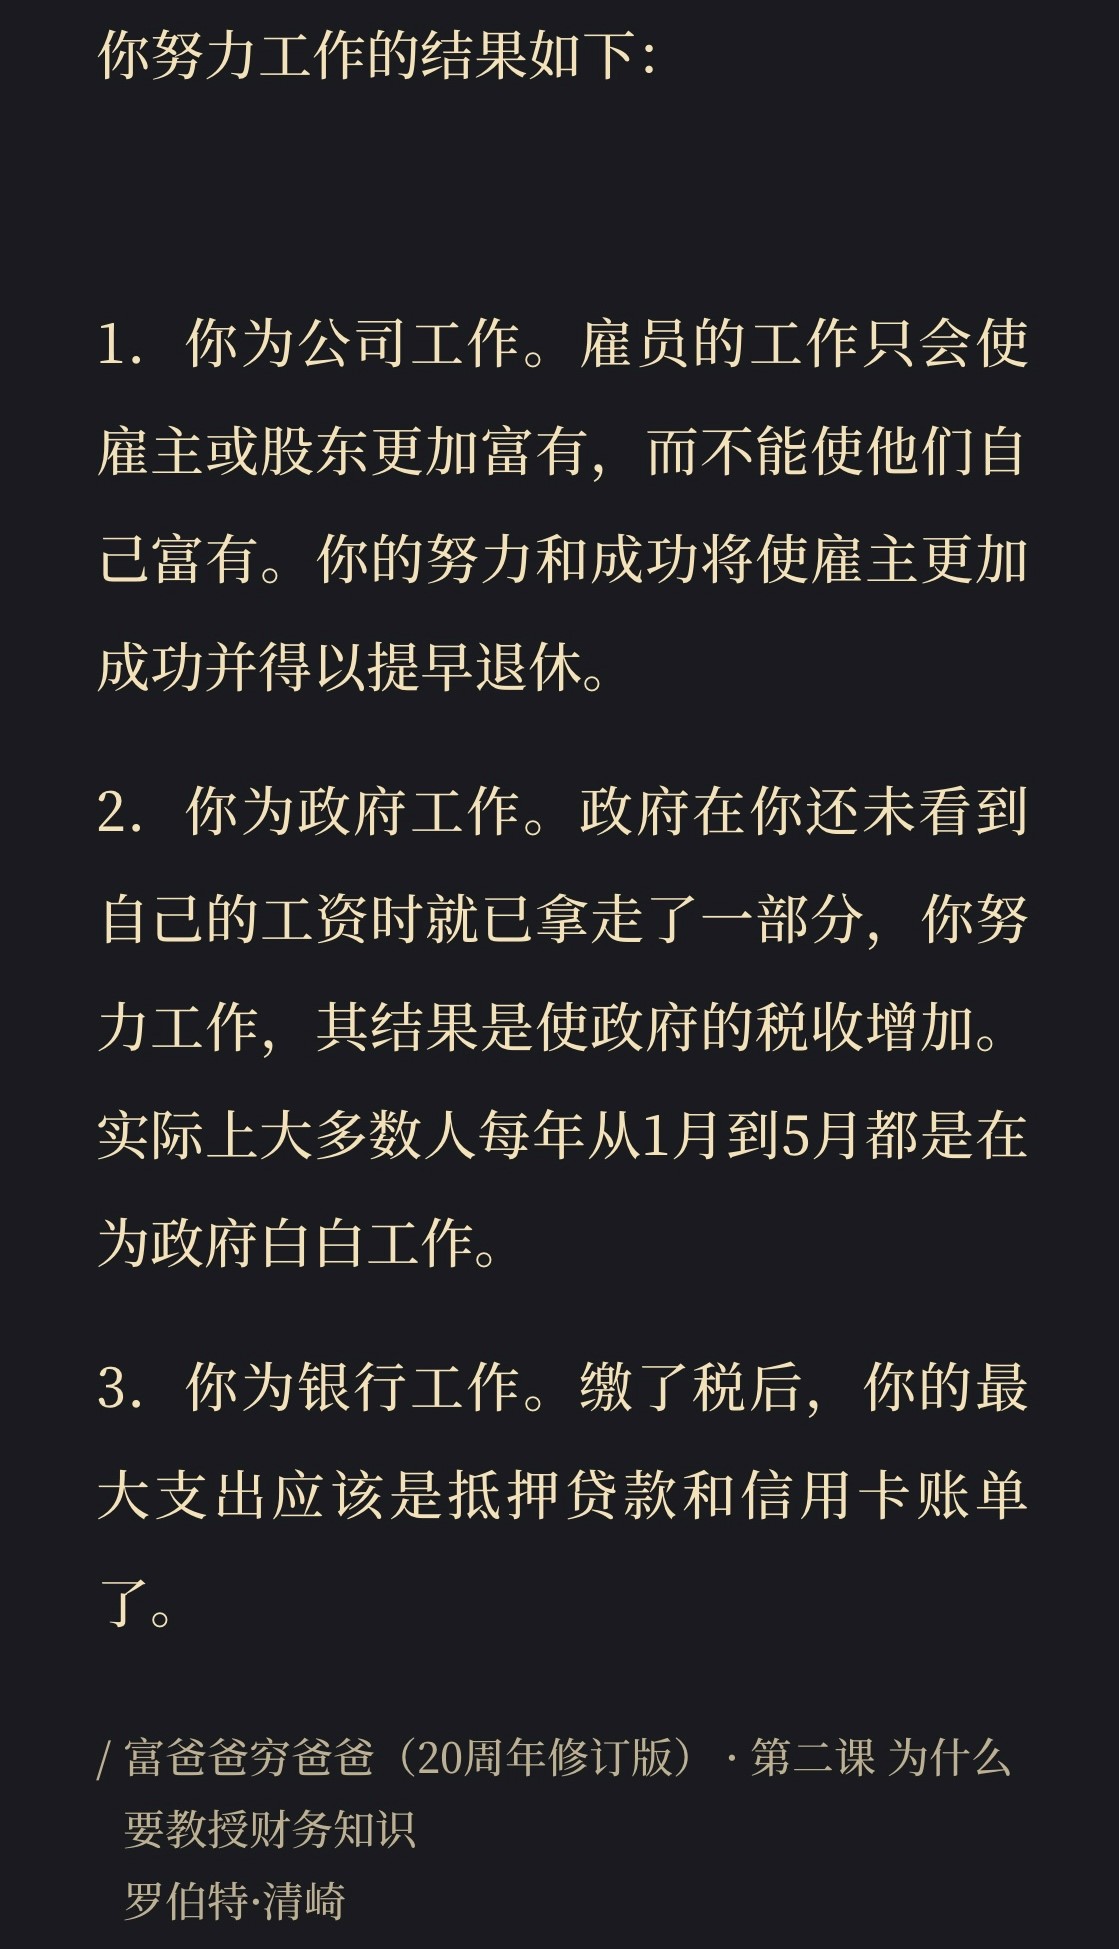 你努力工作的结果如下：
1. 你为公司工作。雇员的工作只会使
雇主或股东更加富有，而不能使他们自
己富有。你的努力和成功将使雇主更加
成功并得以提早退休。
2. 你为政府工作。政府在你还未看到
自己的工资时就已拿走了一部分，你努
力工作，其结果是使政府的税收增加。
实际上大多数人每年从1月到5月都是在
为政府白白工作。
3. 你为银行工作。缴了税后，你的最
大支出应该是抵押贷款和信用卡账单
了。
/ 富爸爸穷爸爸（20周年修订版） · 第二课 为什么
要教授财务知识
罗伯特·清崎